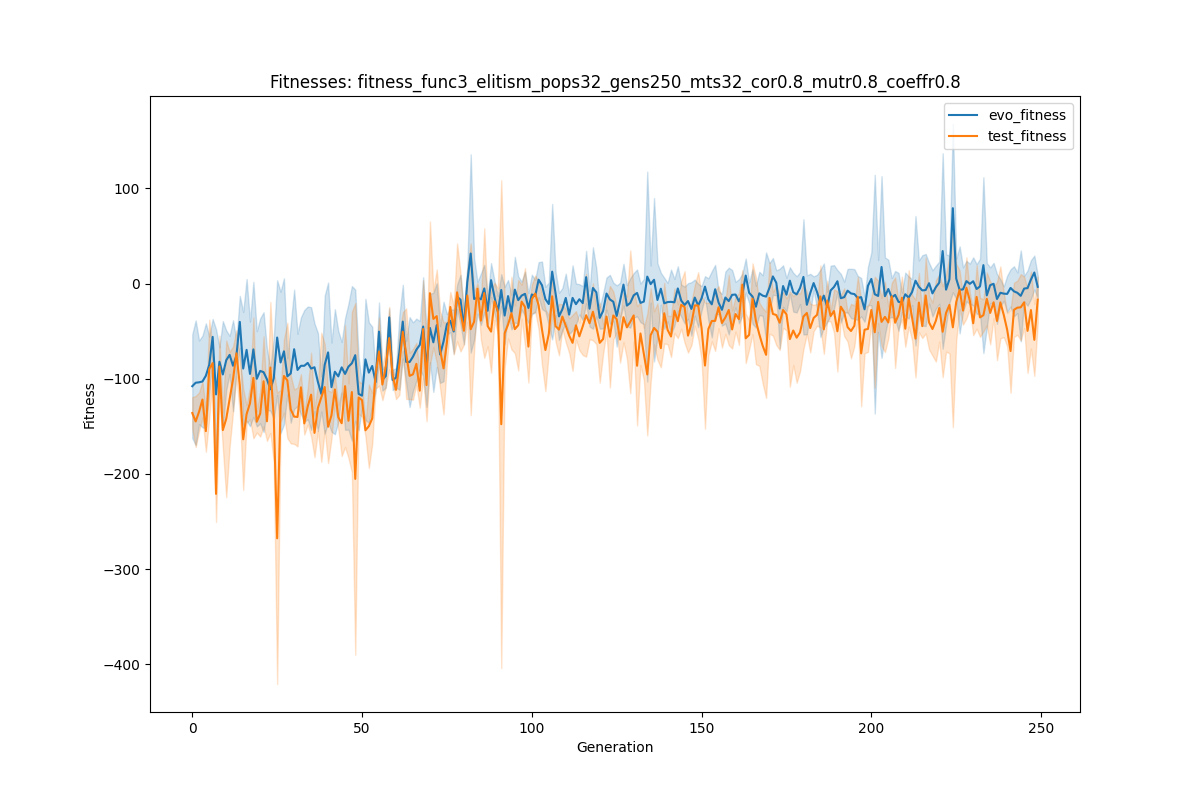 Fitnesses: fitness_func3_elitism_pops32_gens250_mts32_cor0.8_mutr0.8_coeffr0.8
evo_fitness
test_fitness
100
0
−100
−200
−300
−400
Fitness
0
50
100
150
200
250
Generation